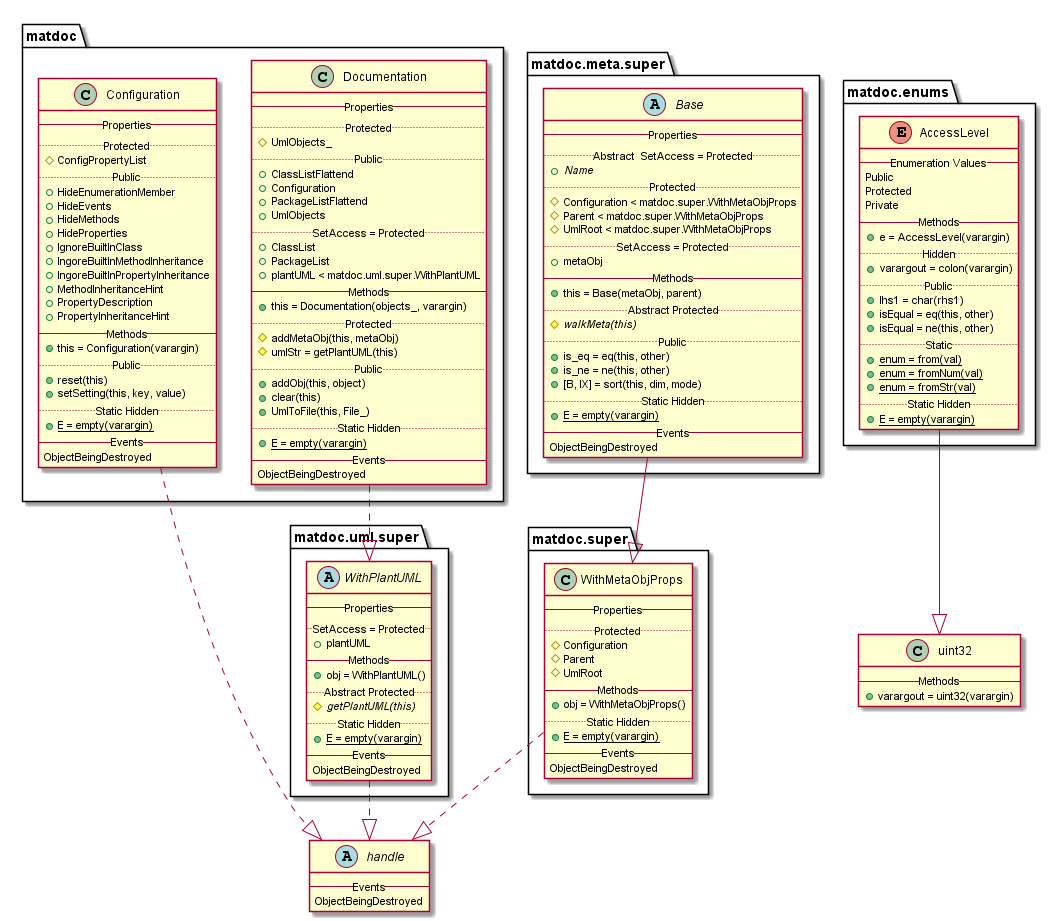 matdoc
C Configuration
Properties
Protected
ConfigPropertyList
Public
HideEnumerationMember
HideEvents
HideMethods
HideProperties
IgnoreBuiltInClass
IngoreBuiltInMethodInheritance
IngoreBuiltInPropertyInheritance
MethodInheritanceHint
PropertyDescription
PropertyInheritanceHint
Methods
this = Configuration(varargin)
Public
reset(this)
setSetting(this, key, value)
Static Hidden
E = empty(varargin)
Events
ObjectBeingDestroyed
C Documentation
Properties
Protected
UmlObjects_
Public
ClassListFlattend
Configuration
PackageListFlattend
UmlObjects
SetAccess = Protected
ClassList
PackageList
plantUML < matdoc.uml.super.WithPlantUML
Methods
this = Documentation(objects_, varargin)
Protected
addMetaObj(this, metaObj)
umlStr = getPlantUML(this)
Public
addObj(this, object)
clear(this)
UmlToFile(this, File_)
Static Hidden
E = empty(varargin)
Events
ObjectBeingDestroyed
matdoc.meta.super
A Base
Properties
Abstract SetAccess = Protected
Name
Protected
Configuration < matdoc.super.WithMetaObjProps
Parent < matdoc.super.WithMetaObjProps
UmlRoot < matdoc.super.WithMetaObjProps
SetAccess = Protected
metaObj
Methods
this = Base(metaObj, parent)
Abstract Protected
walkMeta(this)
Public
is_eq = eq(this, other)
is_ne = ne(this, other)
[B, IX] = sort(this, dim, mode)
Static Hidden
E = empty(varargin)
Events
ObjectBeingDestroyed
matdoc.enums
E AccessLevel
Enumeration Values
Public
Protected
Private
Methods
e = AccessLevel(varargin)
Hidden
varargout = colon(varargin)
Public
lhs1 = char(rhs1)
isEqual = eq(this, other)
isEqual = ne(this, other)
Static
enum = from(val)
enum = fromNum(val)
enum = fromStr(val)
Static Hidden
E = empty(varargin)
matdoc.uml.super
A WithPlantUML
Properties
SetAccess = Protected
plantUML
Methods
obj = WithPlantUML()
Abstract Protected
getPlantUML(this)
Static Hidden
E = empty(varargin)
Events
ObjectBeingDestroyed
matdoc.super
C WithMetaObjProps
Properties
Protected
Configuration
Parent
UmlRoot
Methods
obj = WithMetaObjProps()
Static Hidden
E = empty(varargin)
Events
ObjectBeingDestroyed
C uint32
Methods
varargout = uint32(varargin)
A handle
Events
ObjectBeingDestroyed